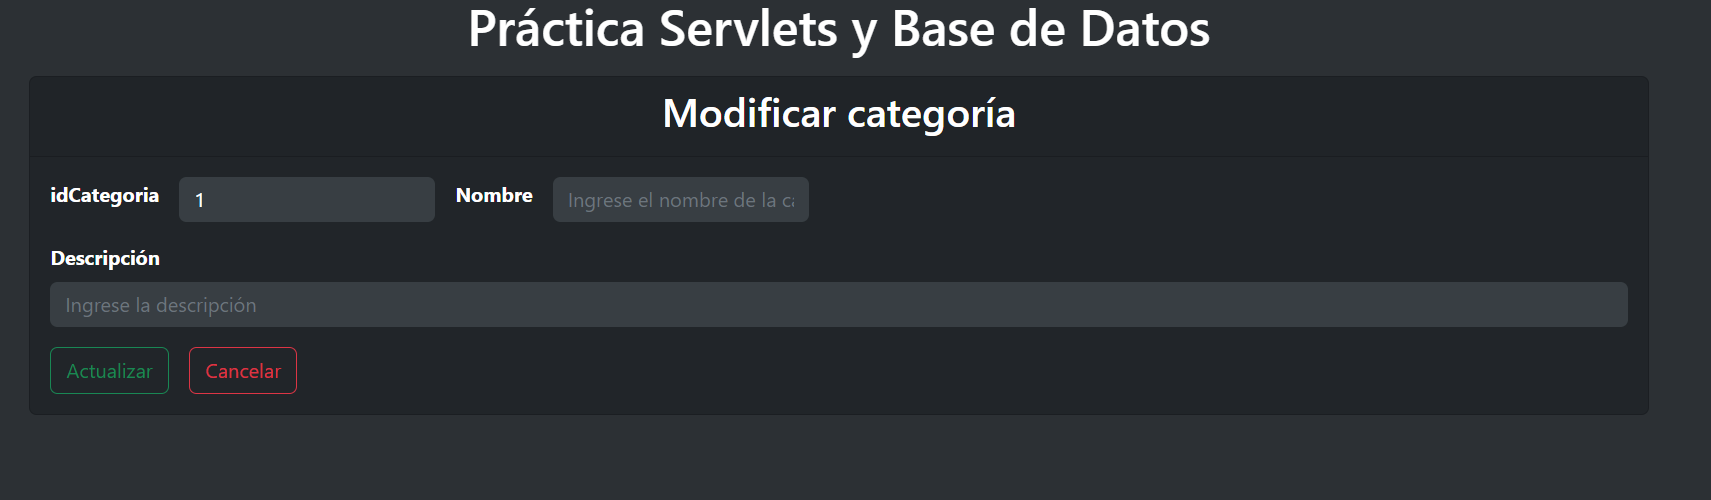 Práctica Servlets y Base de Datos
Modificar categoría
idCategoria 1 Nombre Ingrese el nombre de la ca
Descripción
Ingrese la descripción
Actualizar Cancelar